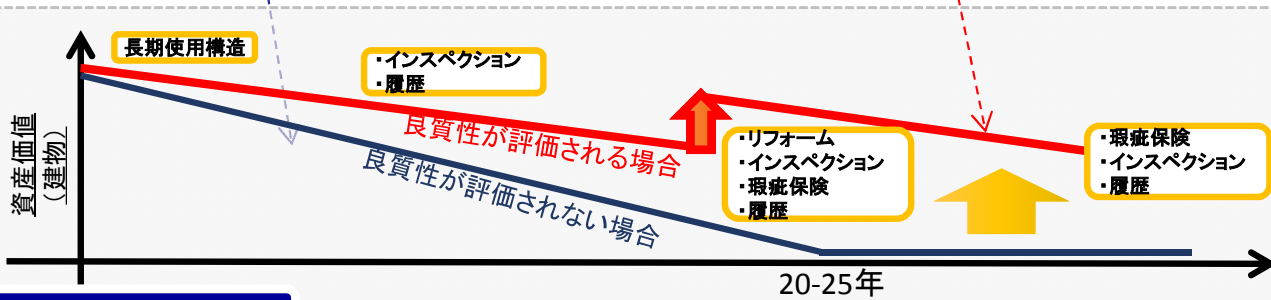 長期使用構造
・インスペクション
・履歴
資産価値
（建物）
良質性が評価される場合
良質性が評価されない場合
・リフォーム
・インスペクション
・瑕疵保険
・履歴
・瑕疵保険
・インスペクション
・履歴
20-25年